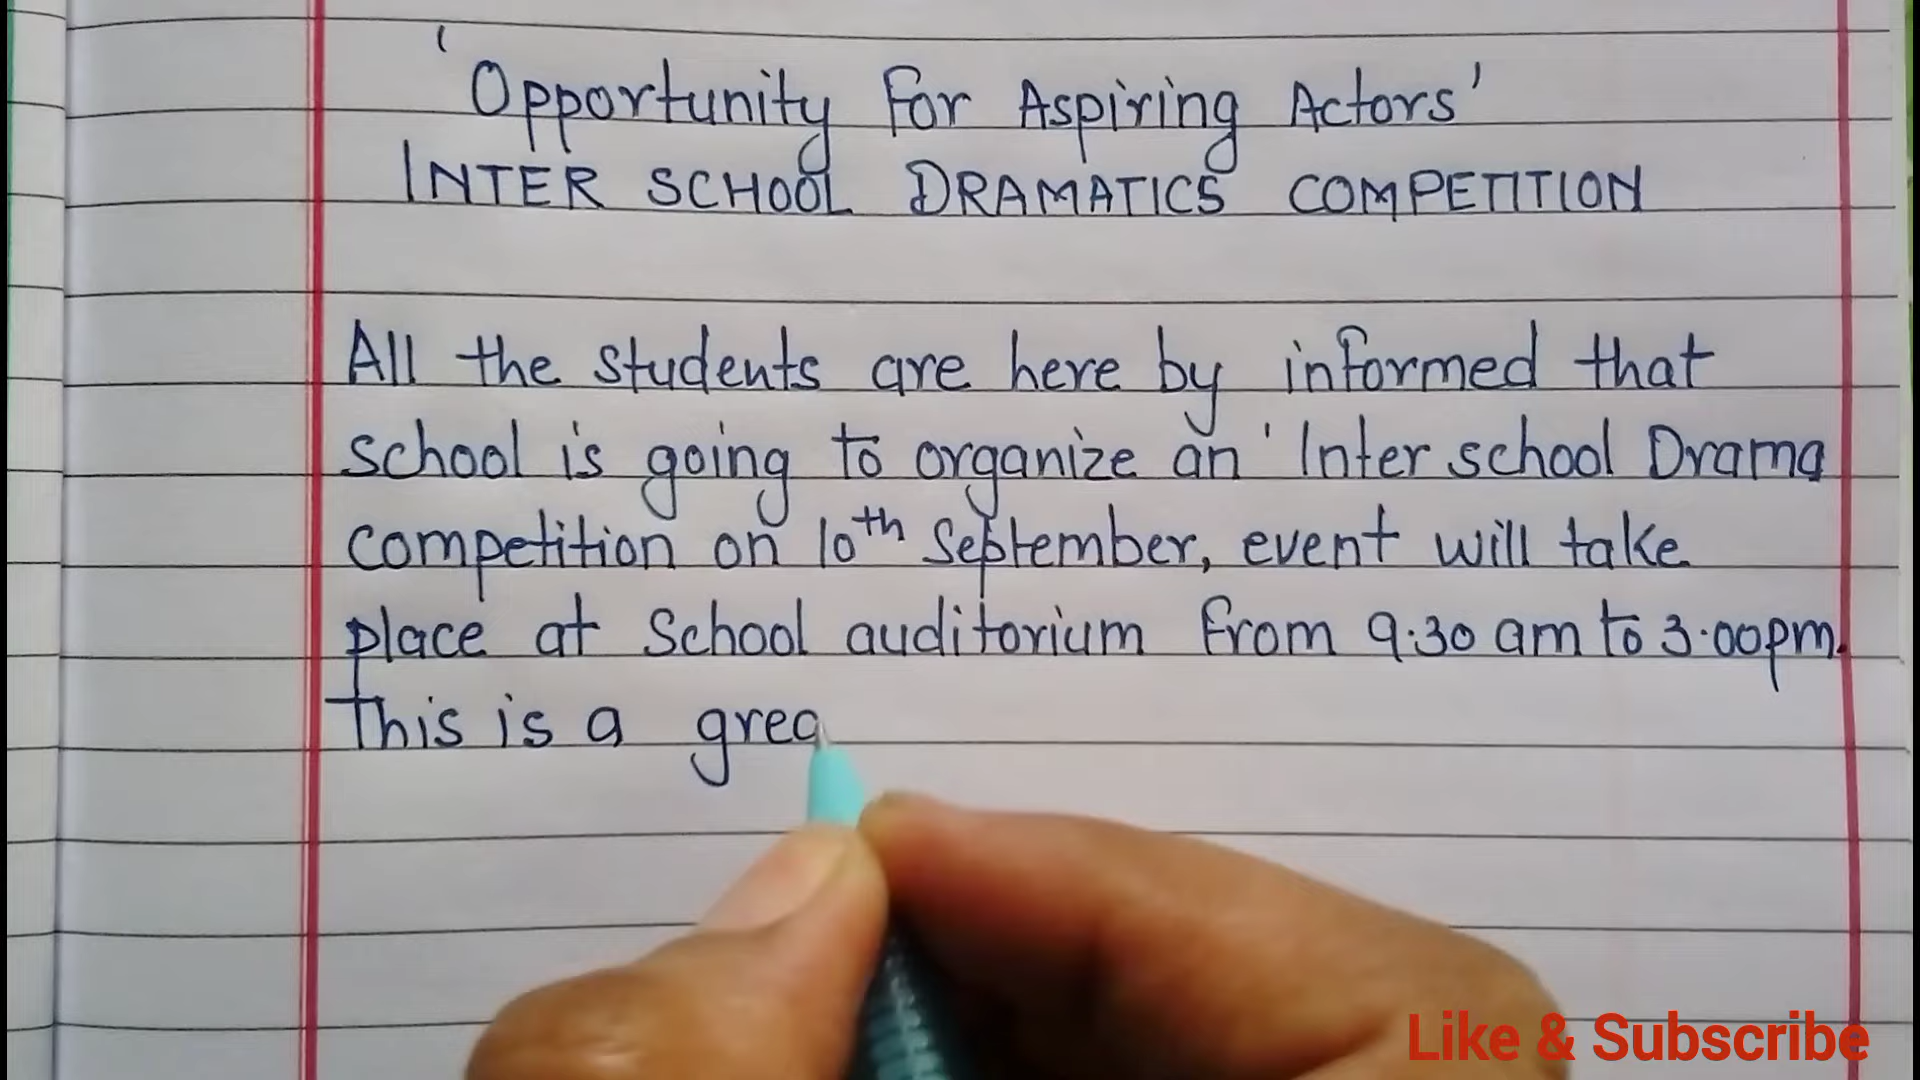 'Opportunity For Aspiring Actors'
INTER SCHOOL DRAMATICS COMPETITION
All the students are here by informed that
school is going to organize an 'Inter school Drama
competition on 10th September, event will take
place at School auditorium from 9.30 am to 3.00pm.
This is a grea
Like & Subscribe